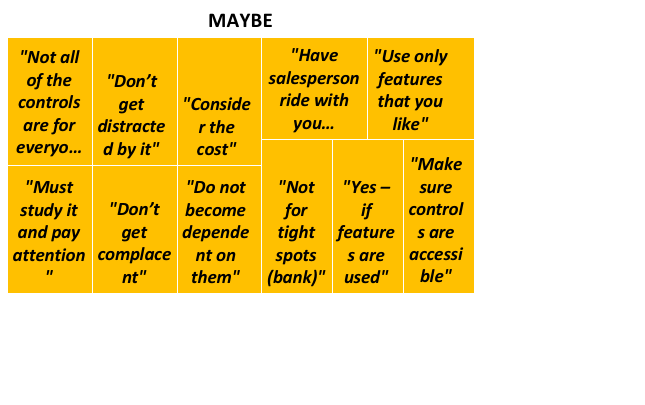 MAYBE
"Not all
of the
controls
are for
everyo...
"Don’t
get
distracte
d by it"
"Conside
r the
cost"
"Have
salesperson
ride with
you...
"Use only
features
that you
like"
"Must
study it
and pay
attention
"
"Don’t
get
complace
nt"
"Do not
become
depende
nt on
them"
"Not
for
tight
spots
(bank)"
"Yes –
if
feature
s are
used"
"Make
sure
control
s are
accessi
ble"